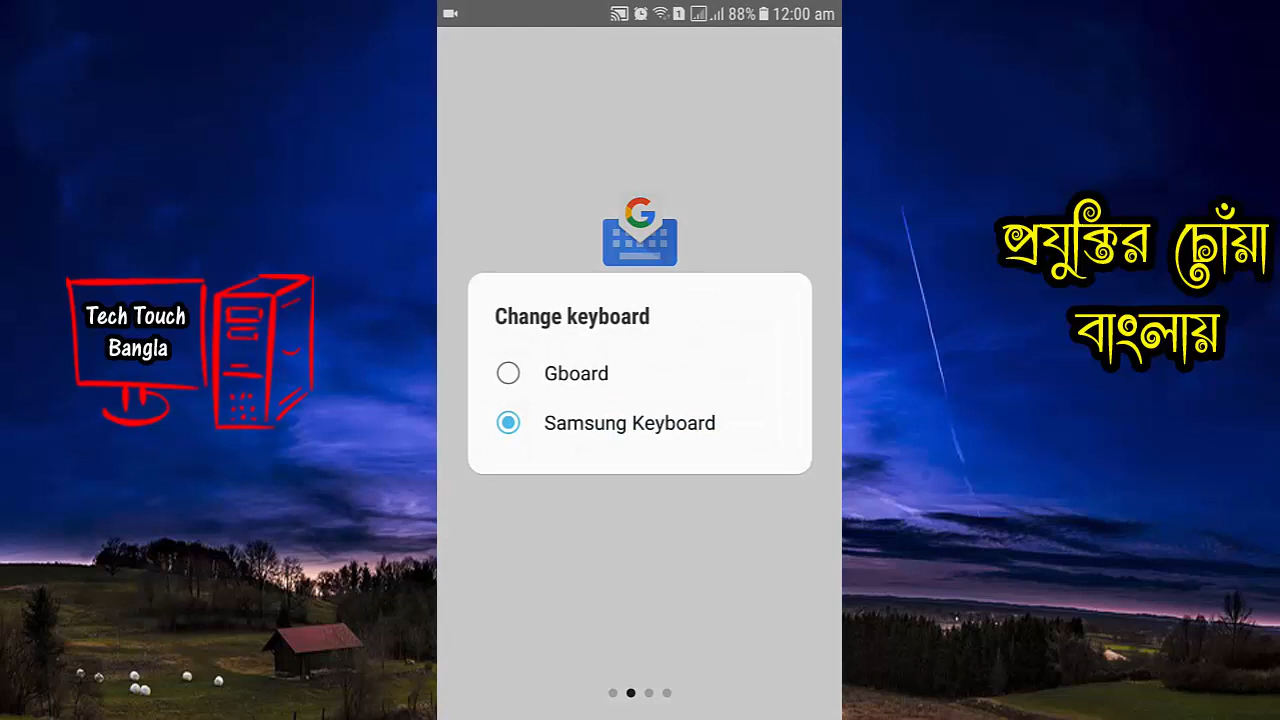 88% 12:00 am
Tech Touch
Bangla
Change keyboard
Gboard
Samsung Keyboard
প্রযুক্তির ছোঁয়া
বাংলায়